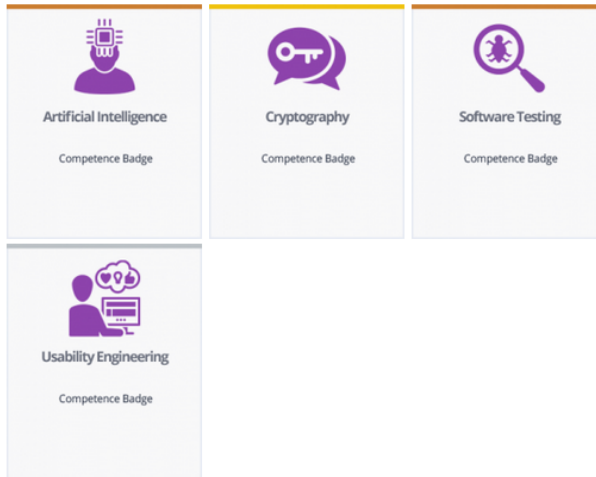 Artificial Intelligence
Competence Badge
Cryptography
Competence Badge
Software Testing
Competence Badge
Usability Engineering
Competence Badge